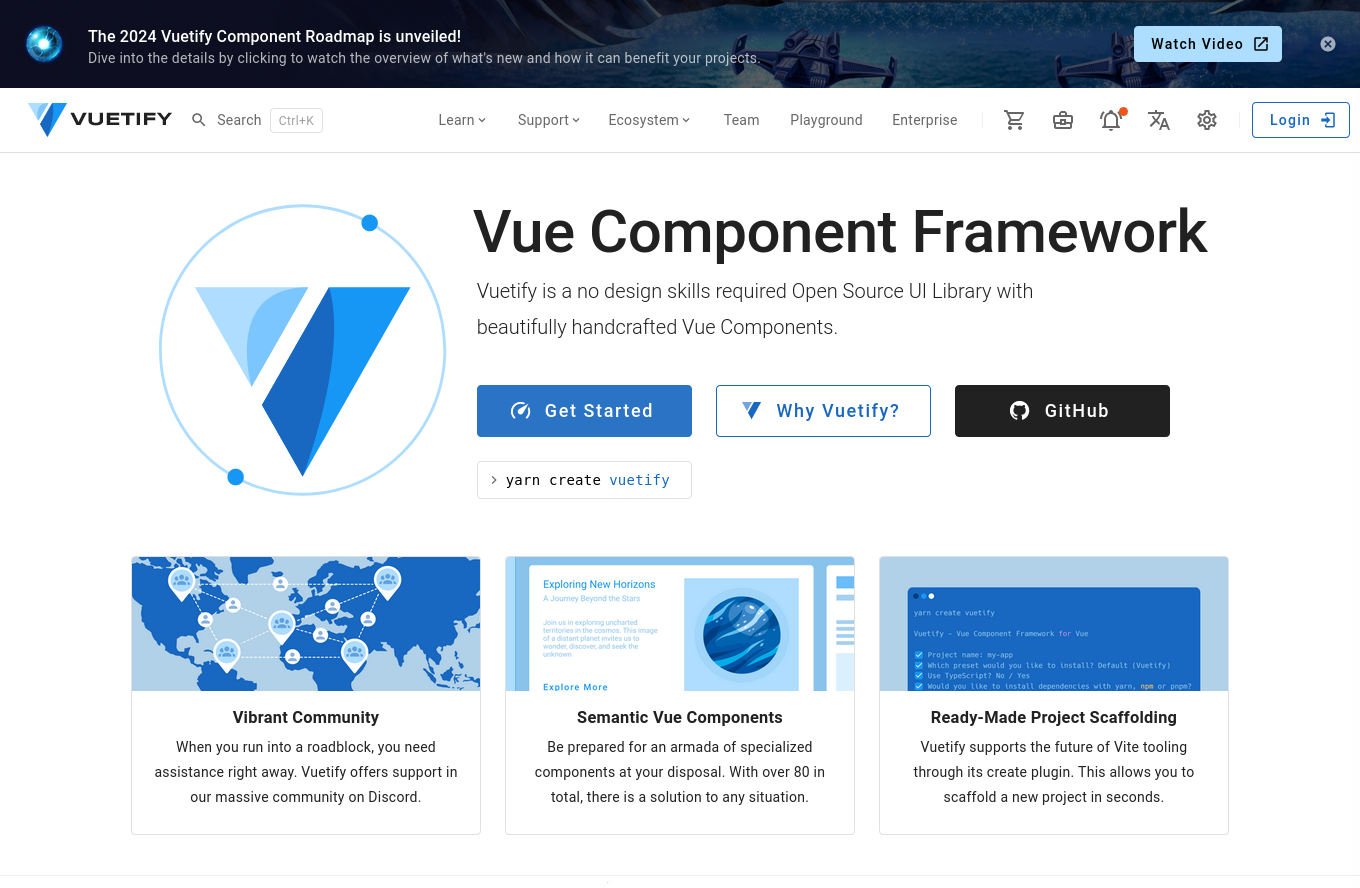 The 2024 Vuetify Component Roadmap is unveiled!
Dive into the details by clicking to watch the overview of what's new and how it can benefit your projects.
Watch Video
VUETIFY
Search
Ctrl+K
Learn
Support
Ecosystem
Team
Playground
Enterprise
Login
Vue Component Framework
Vuetify is a no design skills required Open Source UI Library with
beautifully handcrafted Vue Components.
Get Started
Why Vuetify?
GitHub
yarn create vuetify
Exploring New Horizons
A Journey Beyond the Stars
Join us in exploring uncharted
territories in the cosmos. This image
of a distant planet invites us to
wonder, discover, and seek the
unknown
Explore More
yarn create vuetify
Vuetify - Vue Component Framework for Vue
Project name: my-app
Which preset would you like to install? Default (Vuetify)
Use TypeScript? No / Yes
Would you like to install dependencies with yarn, npm or pnpm?
Vibrant Community
When you run into a roadblock, you need
assistance right away. Vuetify offers support in
our massive community on Discord.
Semantic Vue Components
Be prepared for an armada of specialized
components at your disposal. With over 80 in
total, there is a solution to any situation.
Ready-Made Project Scaffolding
Vuetify supports the future of Vite tooling
through its create plugin. This allows you to
scaffold a new project in seconds.